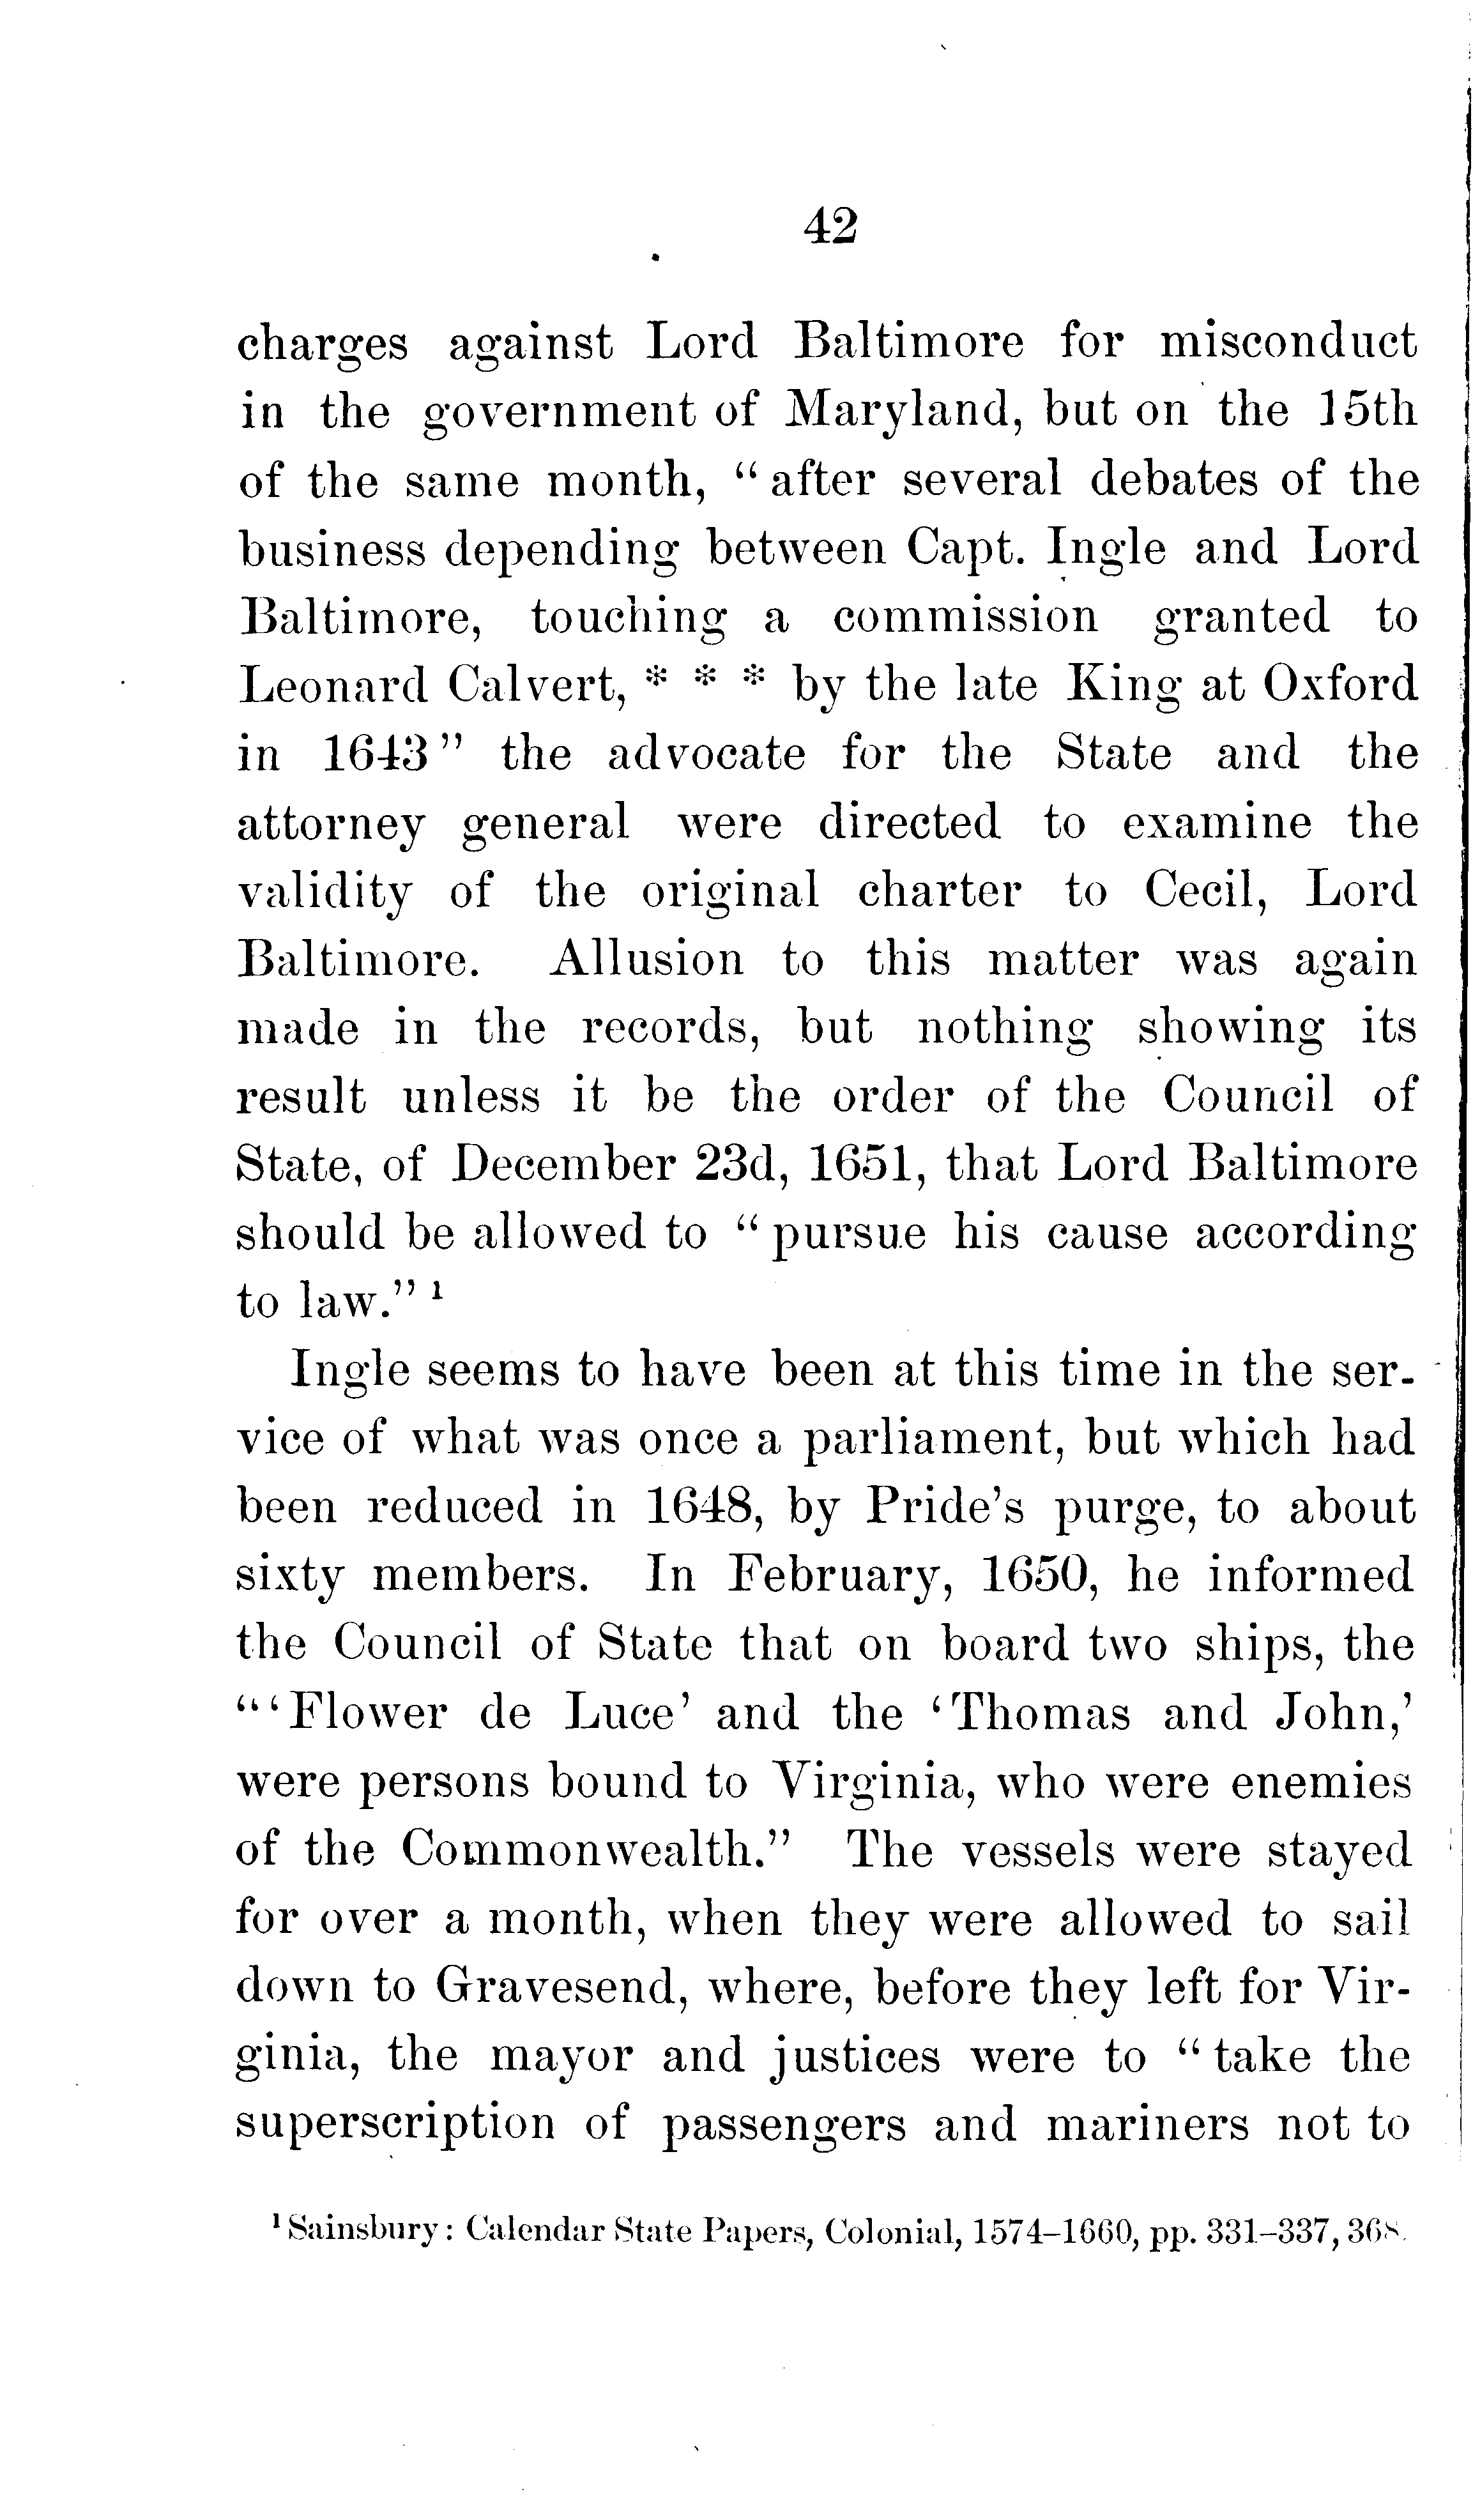 42
charges against Lord Baltimore for misconduct
in the government of Maryland, but on the 15th
of the same month, “after several debates of the
business depending between Capt. Ingle and Lord
Baltimore, touching a commission granted to
Leonard Calvert, * * * by the late King at Oxford
in 1643” the advocate for the State and the
attorney general were directed to examine the
validity of the original charter to Cecil, Lord
Baltimore. Allusion to this matter was again
made in the records, but nothing showing its
result unless it be the order of the Council of
State, of December 23d, 1651, that Lord Baltimore
should be allowed to “pursue his cause according
to law.” ¹
Ingle seems to have been at this time in the ser-
vice of what was once a parliament, but which had
been reduced in 1648, by Pride’s purge, to about
sixty members. In February, 1650, he informed
the Council of State that on board two ships, the
“‘Flower de Luce’ and the ‘Thomas and John,’
were persons bound to Virginia, who were enemies
of the Commonwealth.” The vessels were stayed
for over a month, when they were allowed to sail
down to Gravesend, where, before they left for Vir-
ginia, the mayor and justices were to “take the
superscription of passengers and mariners not to
¹ Sainsbury: Calendar State Papers, Colonial, 1574–1660, pp. 331–337, 368.